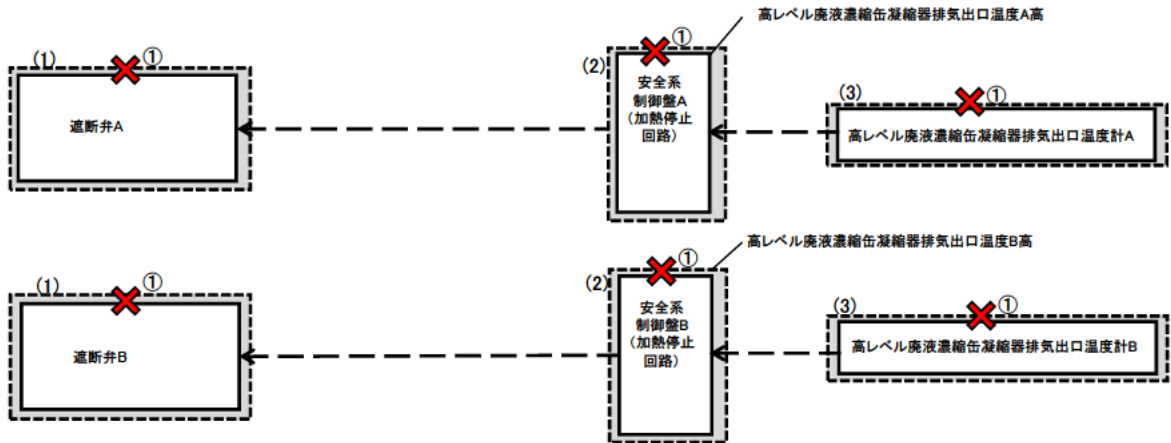 高レベル廃液濃縮缶凝縮器排気出口温度A高
(1) ①
遮断弁A
(2) ①
安全系
制御盤A
(加熱停止
回路)
(3) ①
高レベル廃液濃縮缶凝縮器排気出口温度計A
高レベル廃液濃縮缶凝縮器排気出口温度B高
(1) ①
遮断弁B
(2) ①
安全系
制御盤B
(加熱停止
回路)
(3) ①
高レベル廃液濃縮缶凝縮器排気出口温度計B